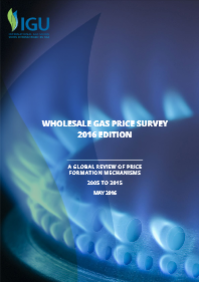 IGU
WHOLESALE GAS PRICE SURVEY
2016 EDITION
A GLOBAL REVIEW OF PRICE
FORMATION MECHANISMS
2005 TO 2015
MAY 2016